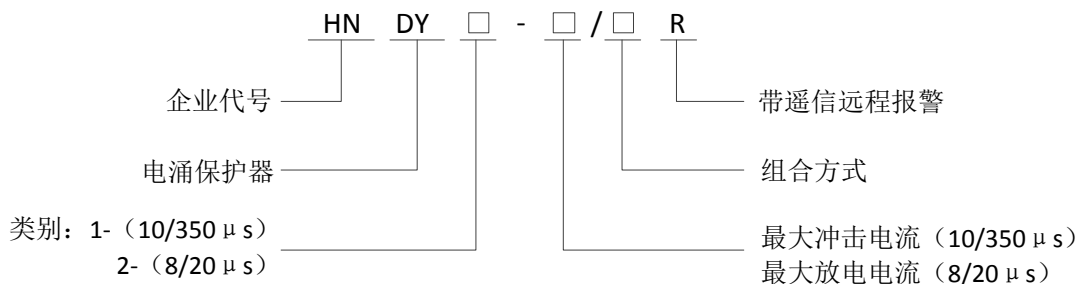 HN DY □ - □ / □ R
企业代号
带遥信远程报警
电涌保护器
组合方式
类别：1-（10/350μs）
2-（8/20μs）
最大冲击电流（10/350μs）
最大放电电流（8/20μs）